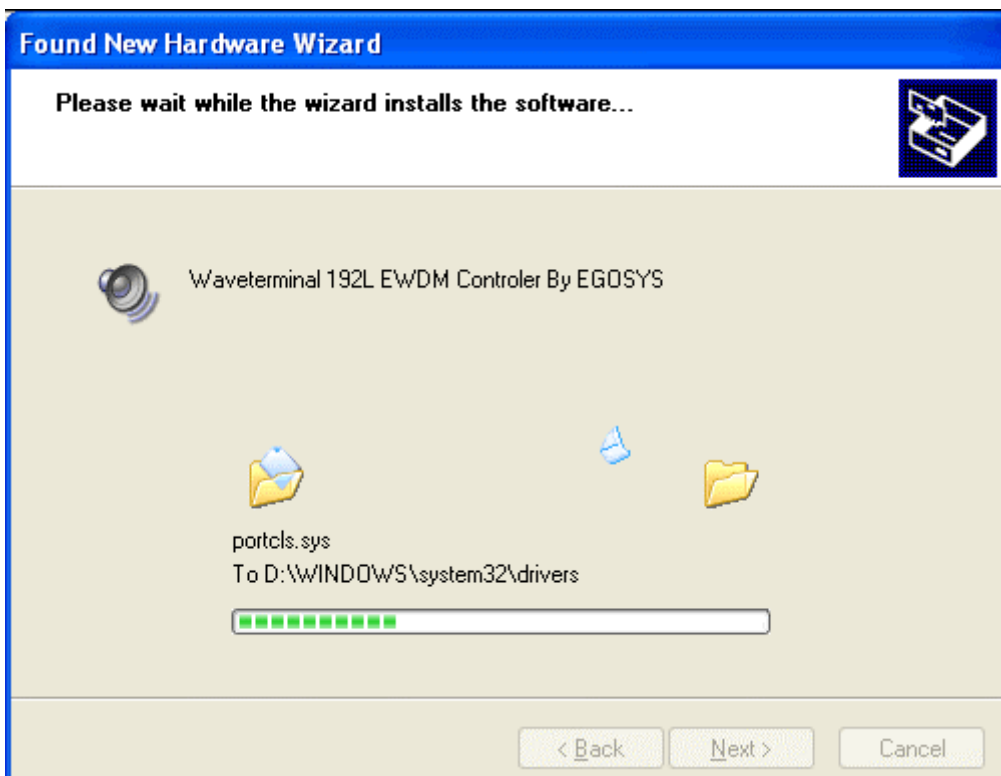 Found New Hardware Wizard
Please wait while the wizard installs the software...
Waveterminal 192L EWDM Controler By EGOSYS
portcls.sys
To D:\WINDOWS\system32\drivers
< Back Next > Cancel